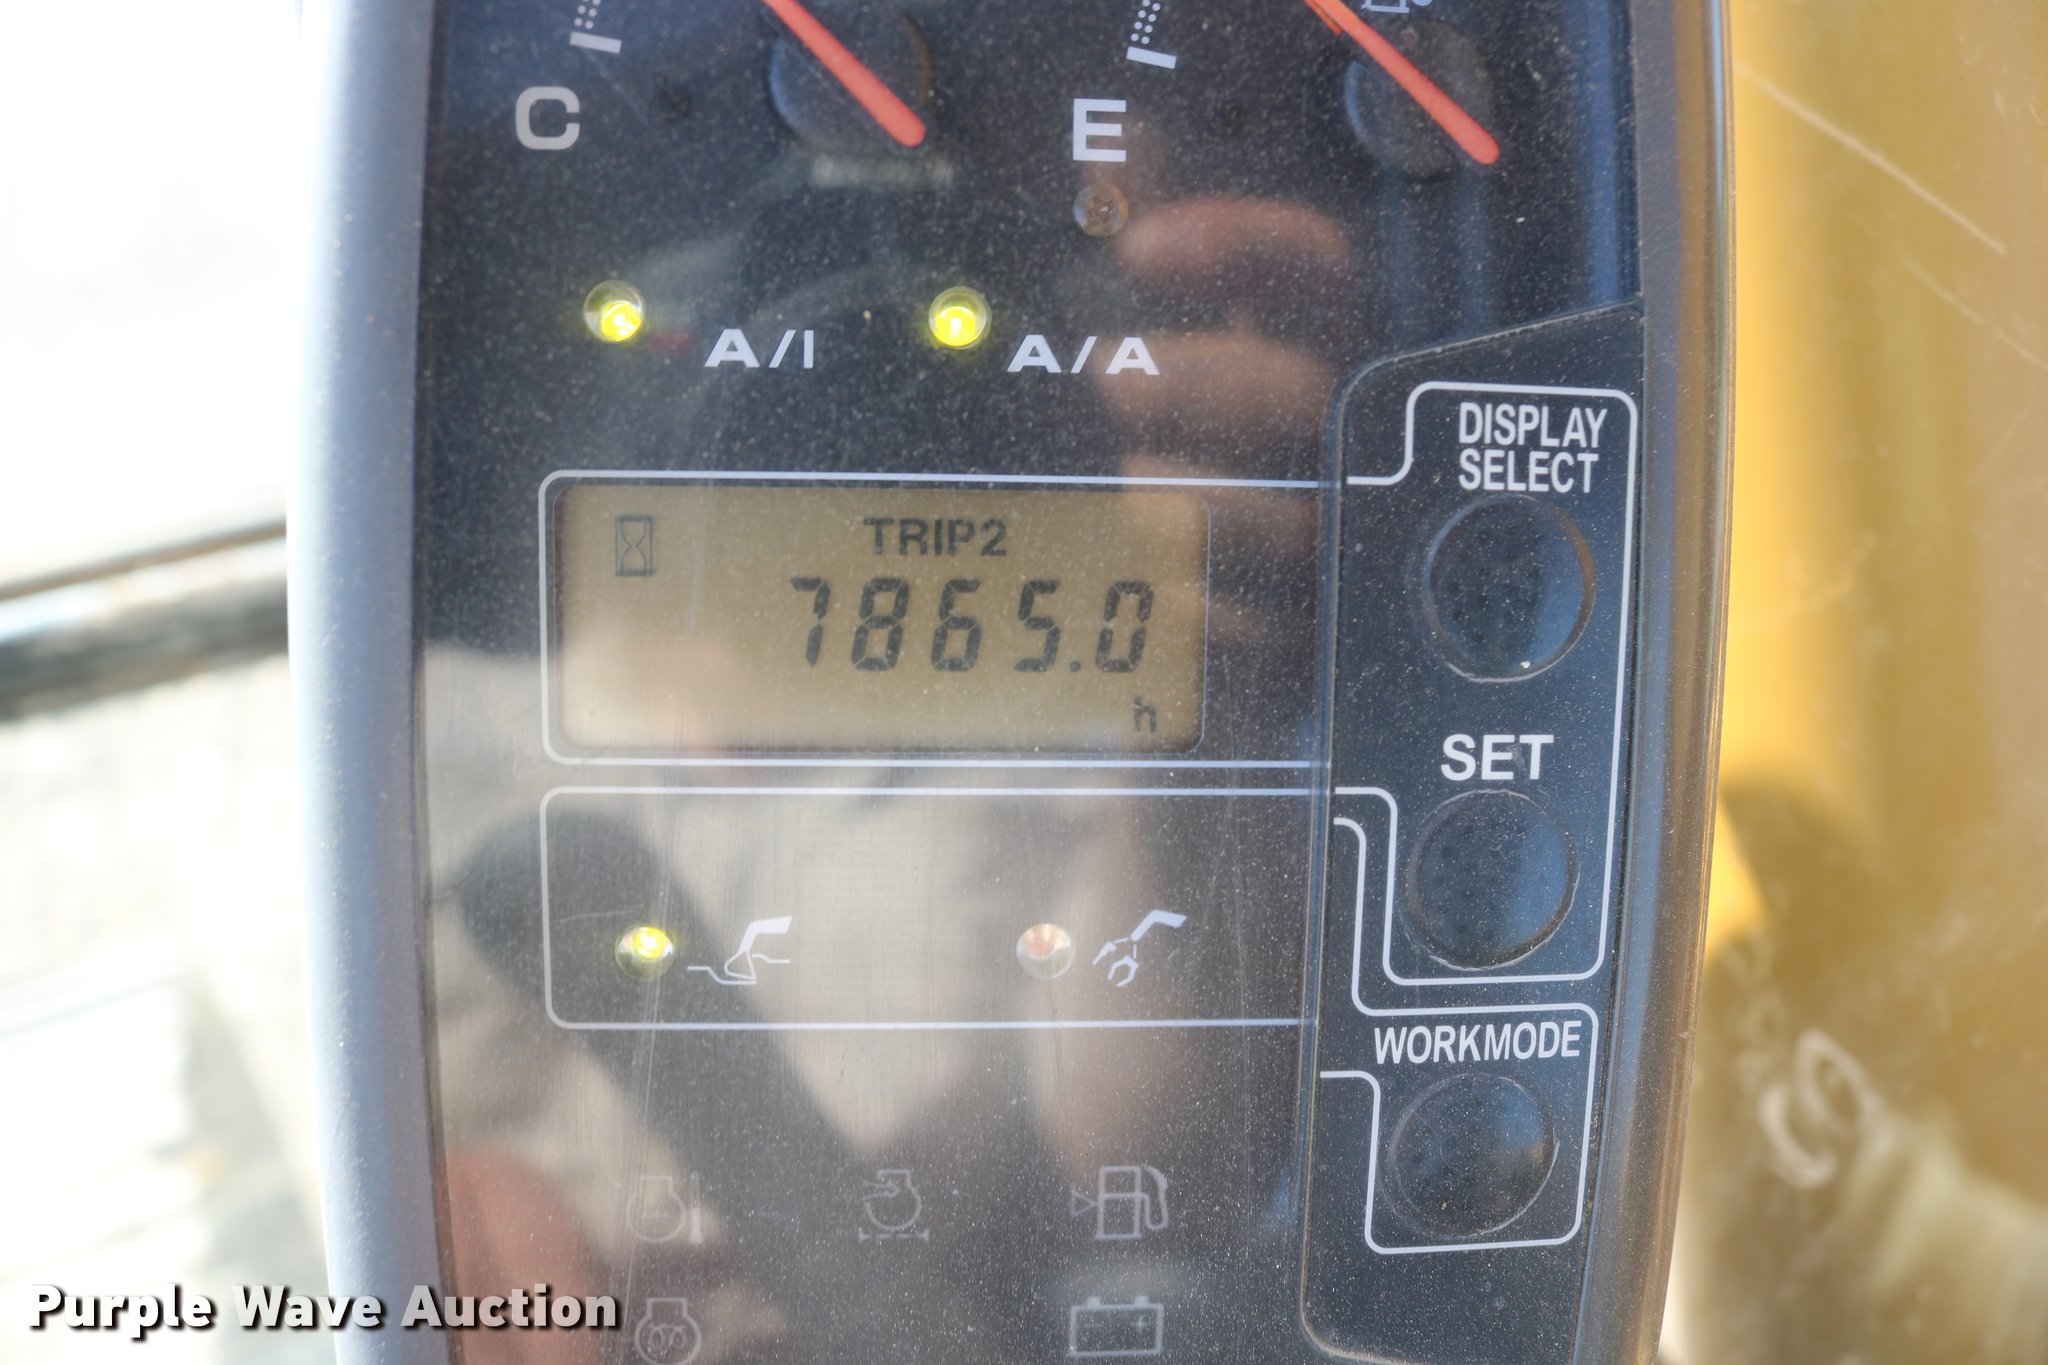 C
E
A/I
A/A
DISPLAY
SELECT
TRIP2
7865.0
h
SET
WORKMODE
Purple Wave Auction